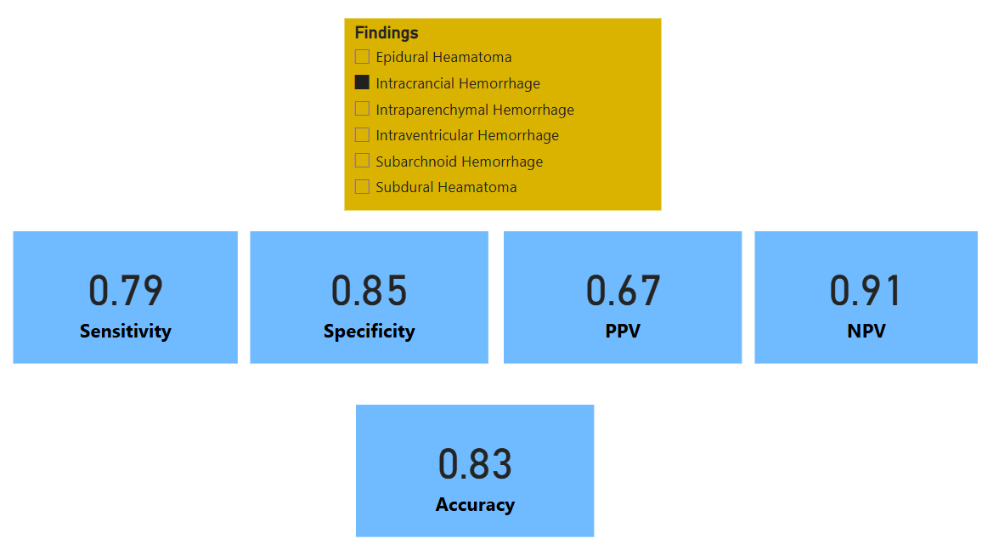 Findings
Epidural Heamatoma
Intracrancial Hemorrhage
Intraparenchymal Hemorrhage
Intraventricular Hemorrhage
Subarchnoid Hemorrhage
Subdural Heamatoma
0.79
Sensitivity
0.85
Specificity
0.67
PPV
0.91
NPV
0.83
Accuracy